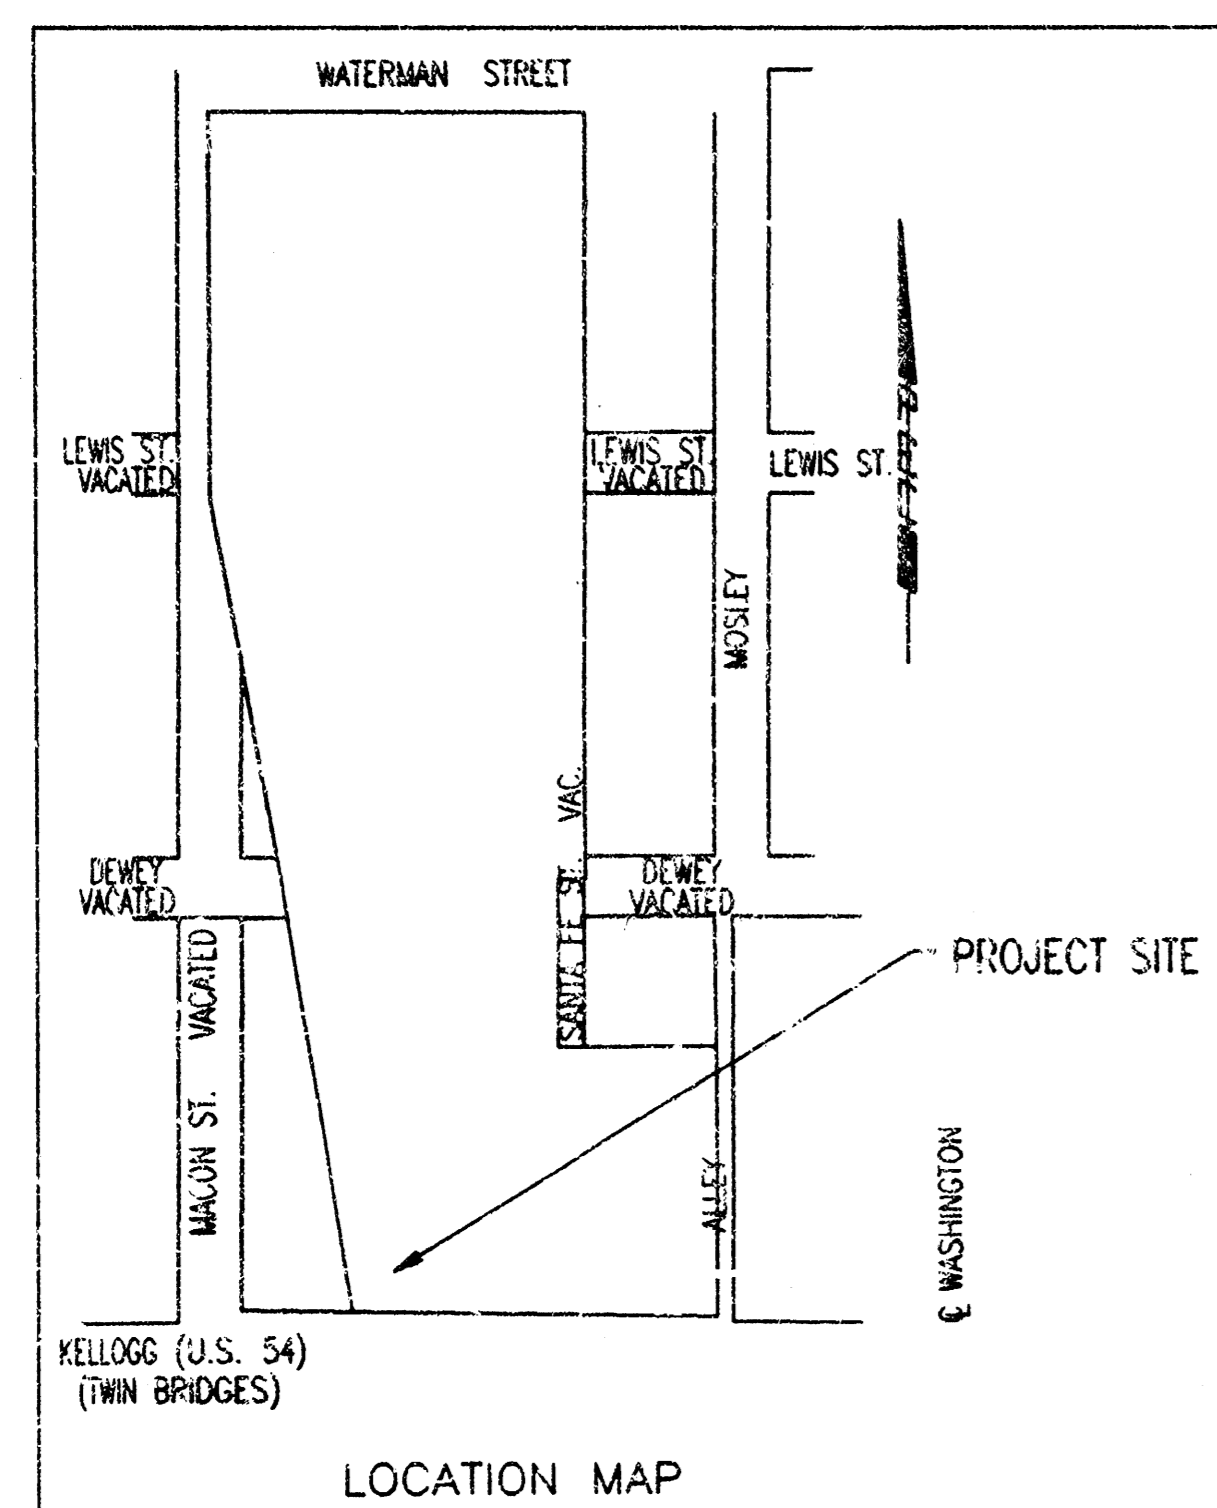 WATERMAN STREET
LEWIS ST.
VACATED
LEWIS ST.
VACATED
LEWIS ST.
MOSLEY
SANTA FE ST. VAC.
DEWEY
VACATED
DEWEY
VACATED
MACON ST. VACATED
PROJECT SITE
ALLEY
℄ WASHINGTON
KELLOGG (U.S. 54)
(TWIN BRIDGES)
LOCATION MAP